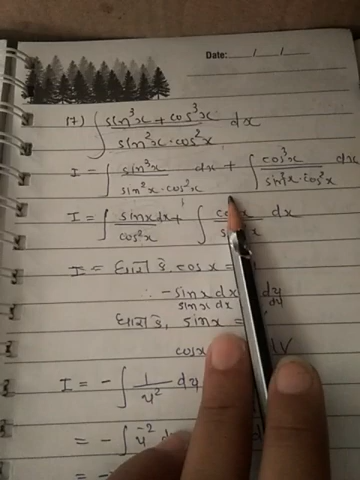 Date: / /
17) ∫ sin³x + cos³x / sin²x · cos²x dx
I = ∫ sin³x / sin²x · cos²x dx + ∫ cos³x / sin²x · cos²x dx
I = ∫ sinx / cos²x dx + ∫ dx
I = धारो के, cos x =
∴ -sinx dx
sinx dx = dy
धारो के, sinx =
cosx
I = - ∫ 1/u² du
= - ∫ u⁻²
= -